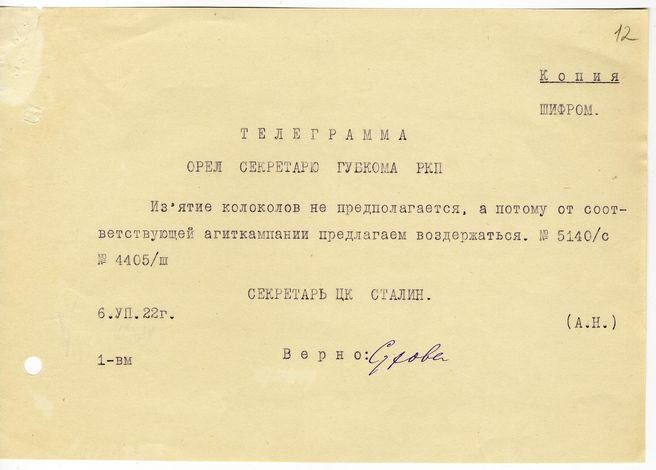 12
Копия
ШИФРОМ.
ТЕЛЕГРАММА
ОРЕЛ СЕКРЕТАРЮ ГУБКОМА РКП
Из’ятие колоколов не предполагается, а потому от соот-
ветствующей агиткампании предлагаем воздержаться. № 5140/с
№ 4405/ш
СЕКРЕТАРЬ ЦК СТАЛИН.
6.УП.22г.
(А.Н.)
1-вм
Верно: